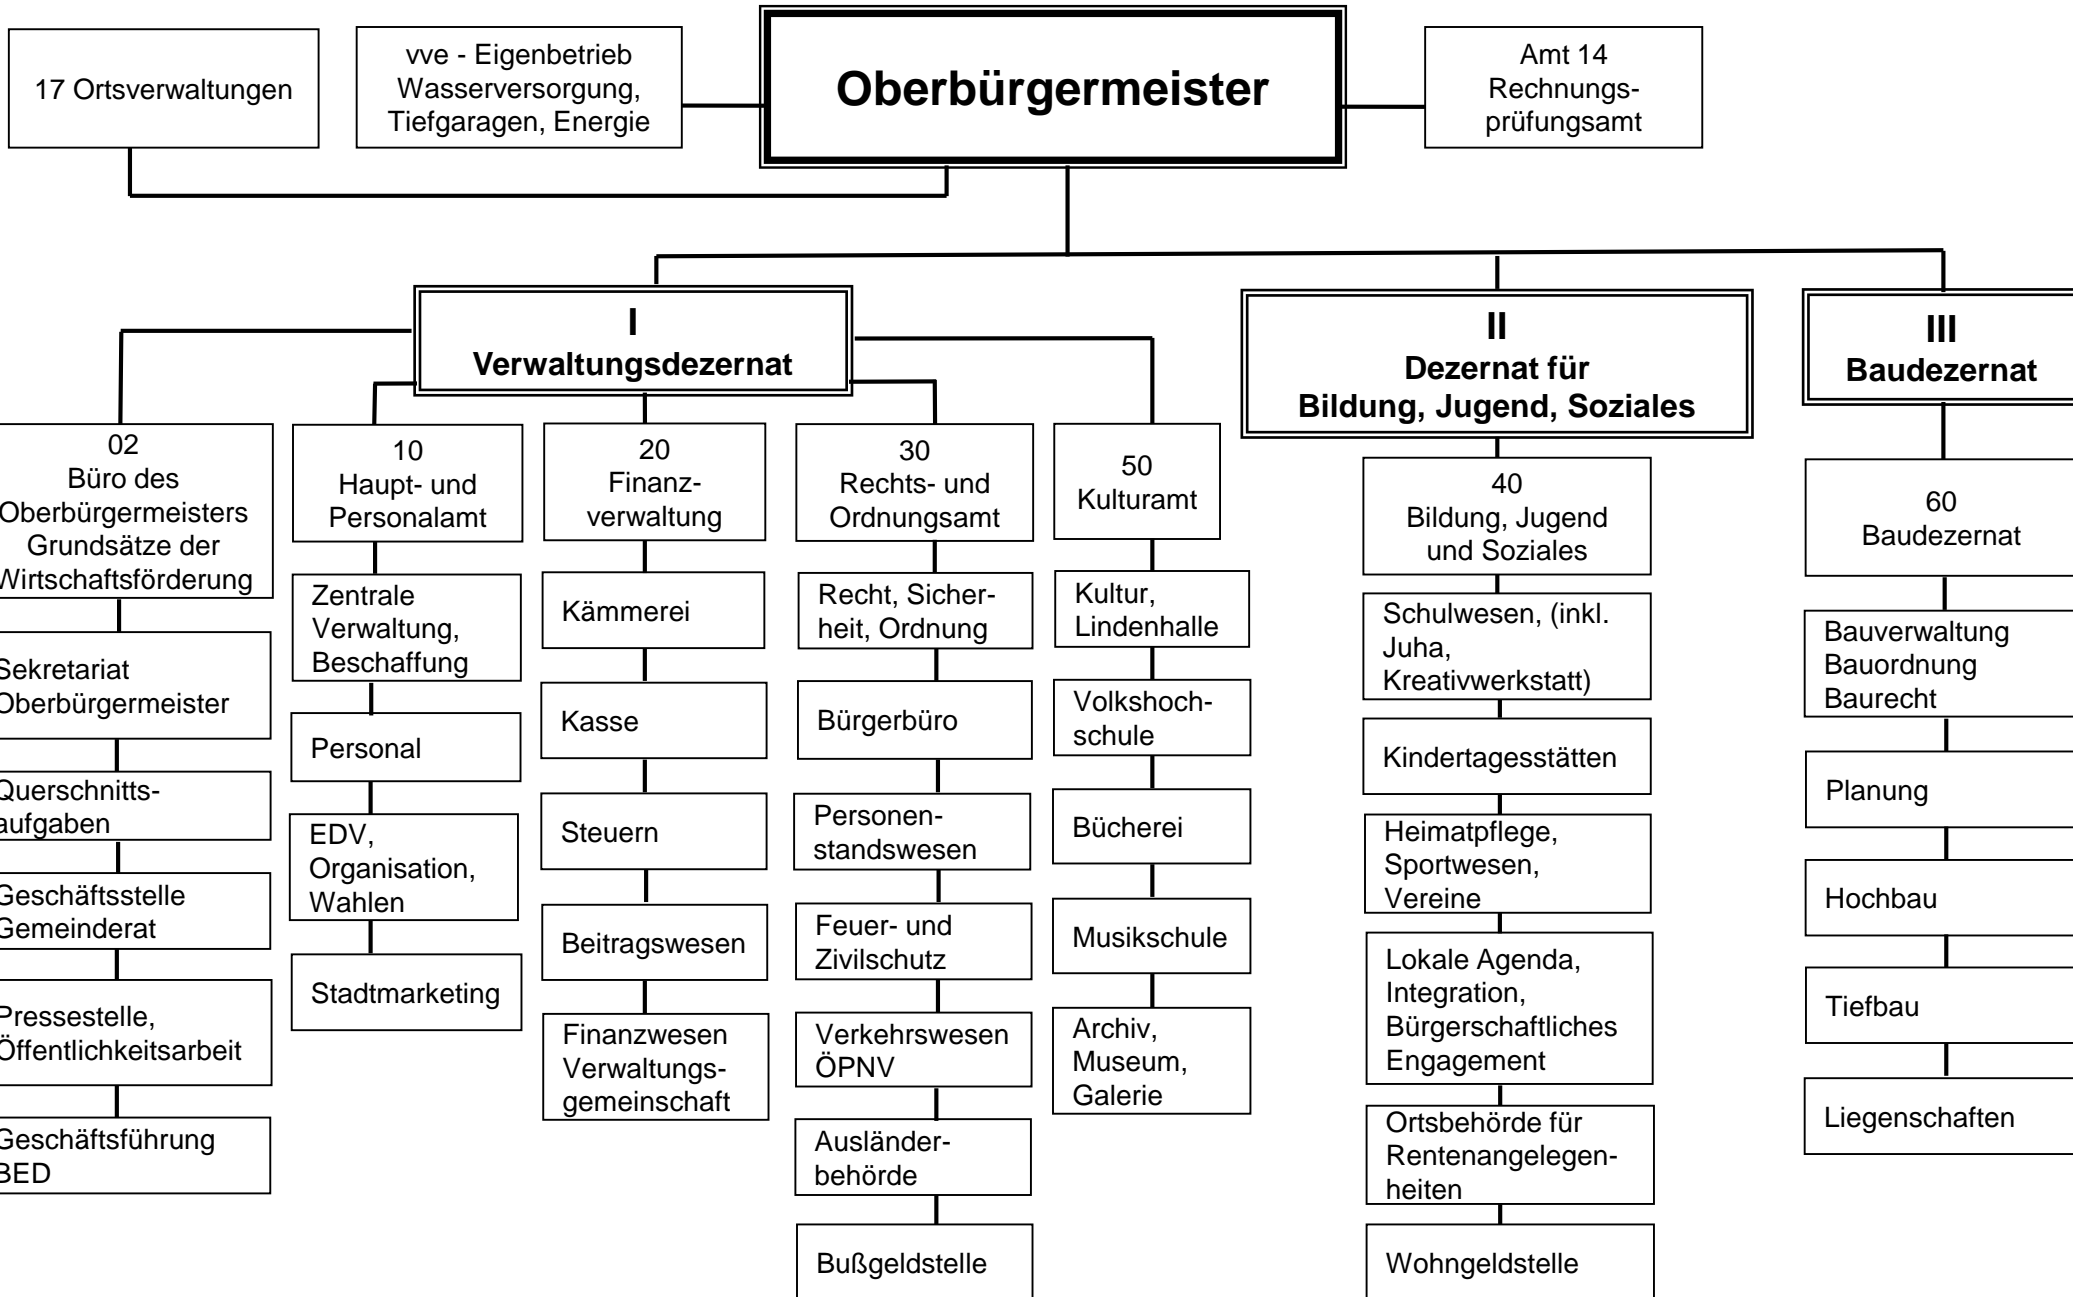 17 Ortsverwaltungen
vve - Eigenbetrieb
Wasserversorgung,
Tiefgaragen, Energie
Oberbürgermeister
Amt 14
Rechnungs-
prüfungsamt
I
Verwaltungsdezernat
II
Dezernat für
Bildung, Jugend, Soziales
III
Baudezernat
02
Büro des
Oberbürgermeisters
Grundsätze der
Wirtschaftsförderung
Sekretariat
Oberbürgermeister
Querschnitts-
aufgaben
Geschäftsstelle
Gemeinderat
Pressestelle,
Öffentlichkeitsarbeit
Geschäftsführung
BED
10
Haupt- und
Personalamt
Zentrale
Verwaltung,
Beschaffung
Personal
EDV,
Organisation,
Wahlen
Stadtmarketing
20
Finanz-
verwaltung
Kämmerei
Kasse
Steuern
Beitragswesen
Finanzwesen
Verwaltungs-
gemeinschaft
30
Rechts- und
Ordnungsamt
Recht, Sicher-
heit, Ordnung
Bürgerbüro
Personen-
standswesen
Feuer- und
Zivilschutz
Verkehrswesen
ÖPNV
Ausländer-
behörde
Bußgeldstelle
50
Kulturamt
Kultur,
Lindenhalle
Volkshoch-
schule
Bücherei
Musikschule
Archiv,
Museum,
Galerie
40
Bildung, Jugend
und Soziales
Schulwesen, (inkl.
Juha,
Kreativwerkstatt)
Kindertagesstätten
Heimatpflege,
Sportwesen,
Vereine
Lokale Agenda,
Integration,
Bürgerschaftliches
Engagement
Ortsbehörde für
Rentenangelegen-
heiten
Wohngeldstelle
60
Baudezernat
Bauverwaltung
Bauordnung
Baurecht
Planung
Hochbau
Tiefbau
Liegenschaften